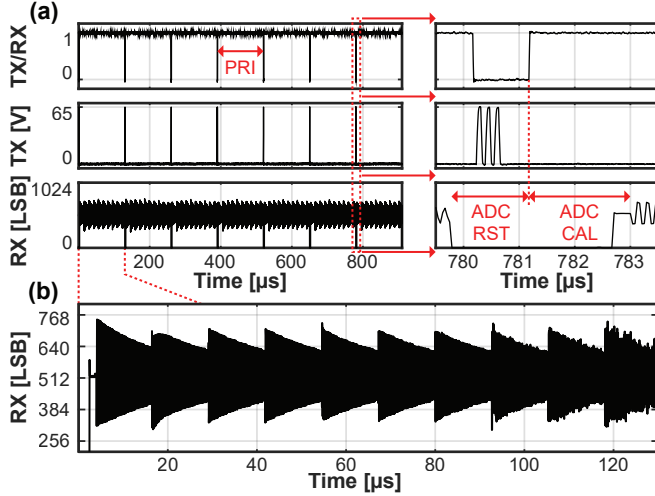 (a)
TX/RX
1
0
PRI
TX [V]
65
0
RX [LSB]
1024
0
200 400 600 800
Time [µs]
ADC RST
ADC CAL
780 781 782 783
Time [µs]
(b)
RX [LSB]
768
640
512
384
256
20 40 60 80 100 120
Time [µs]